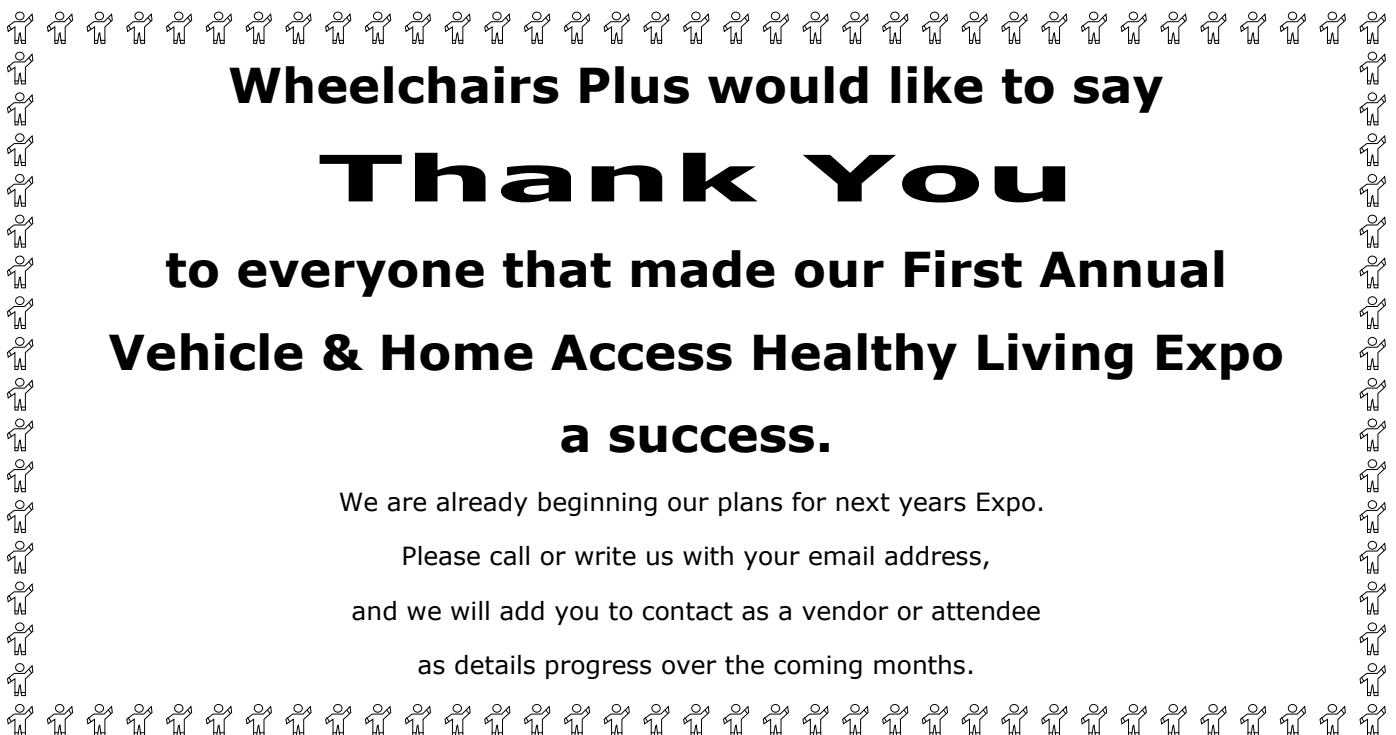 Wheelchairs Plus would like to say
Thank You
to everyone that made our First Annual
Vehicle & Home Access Healthy Living Expo
a success.
We are already beginning our plans for next years Expo.
Please call or write us with your email address,
and we will add you to contact as a vendor or attendee
as details progress over the coming months.